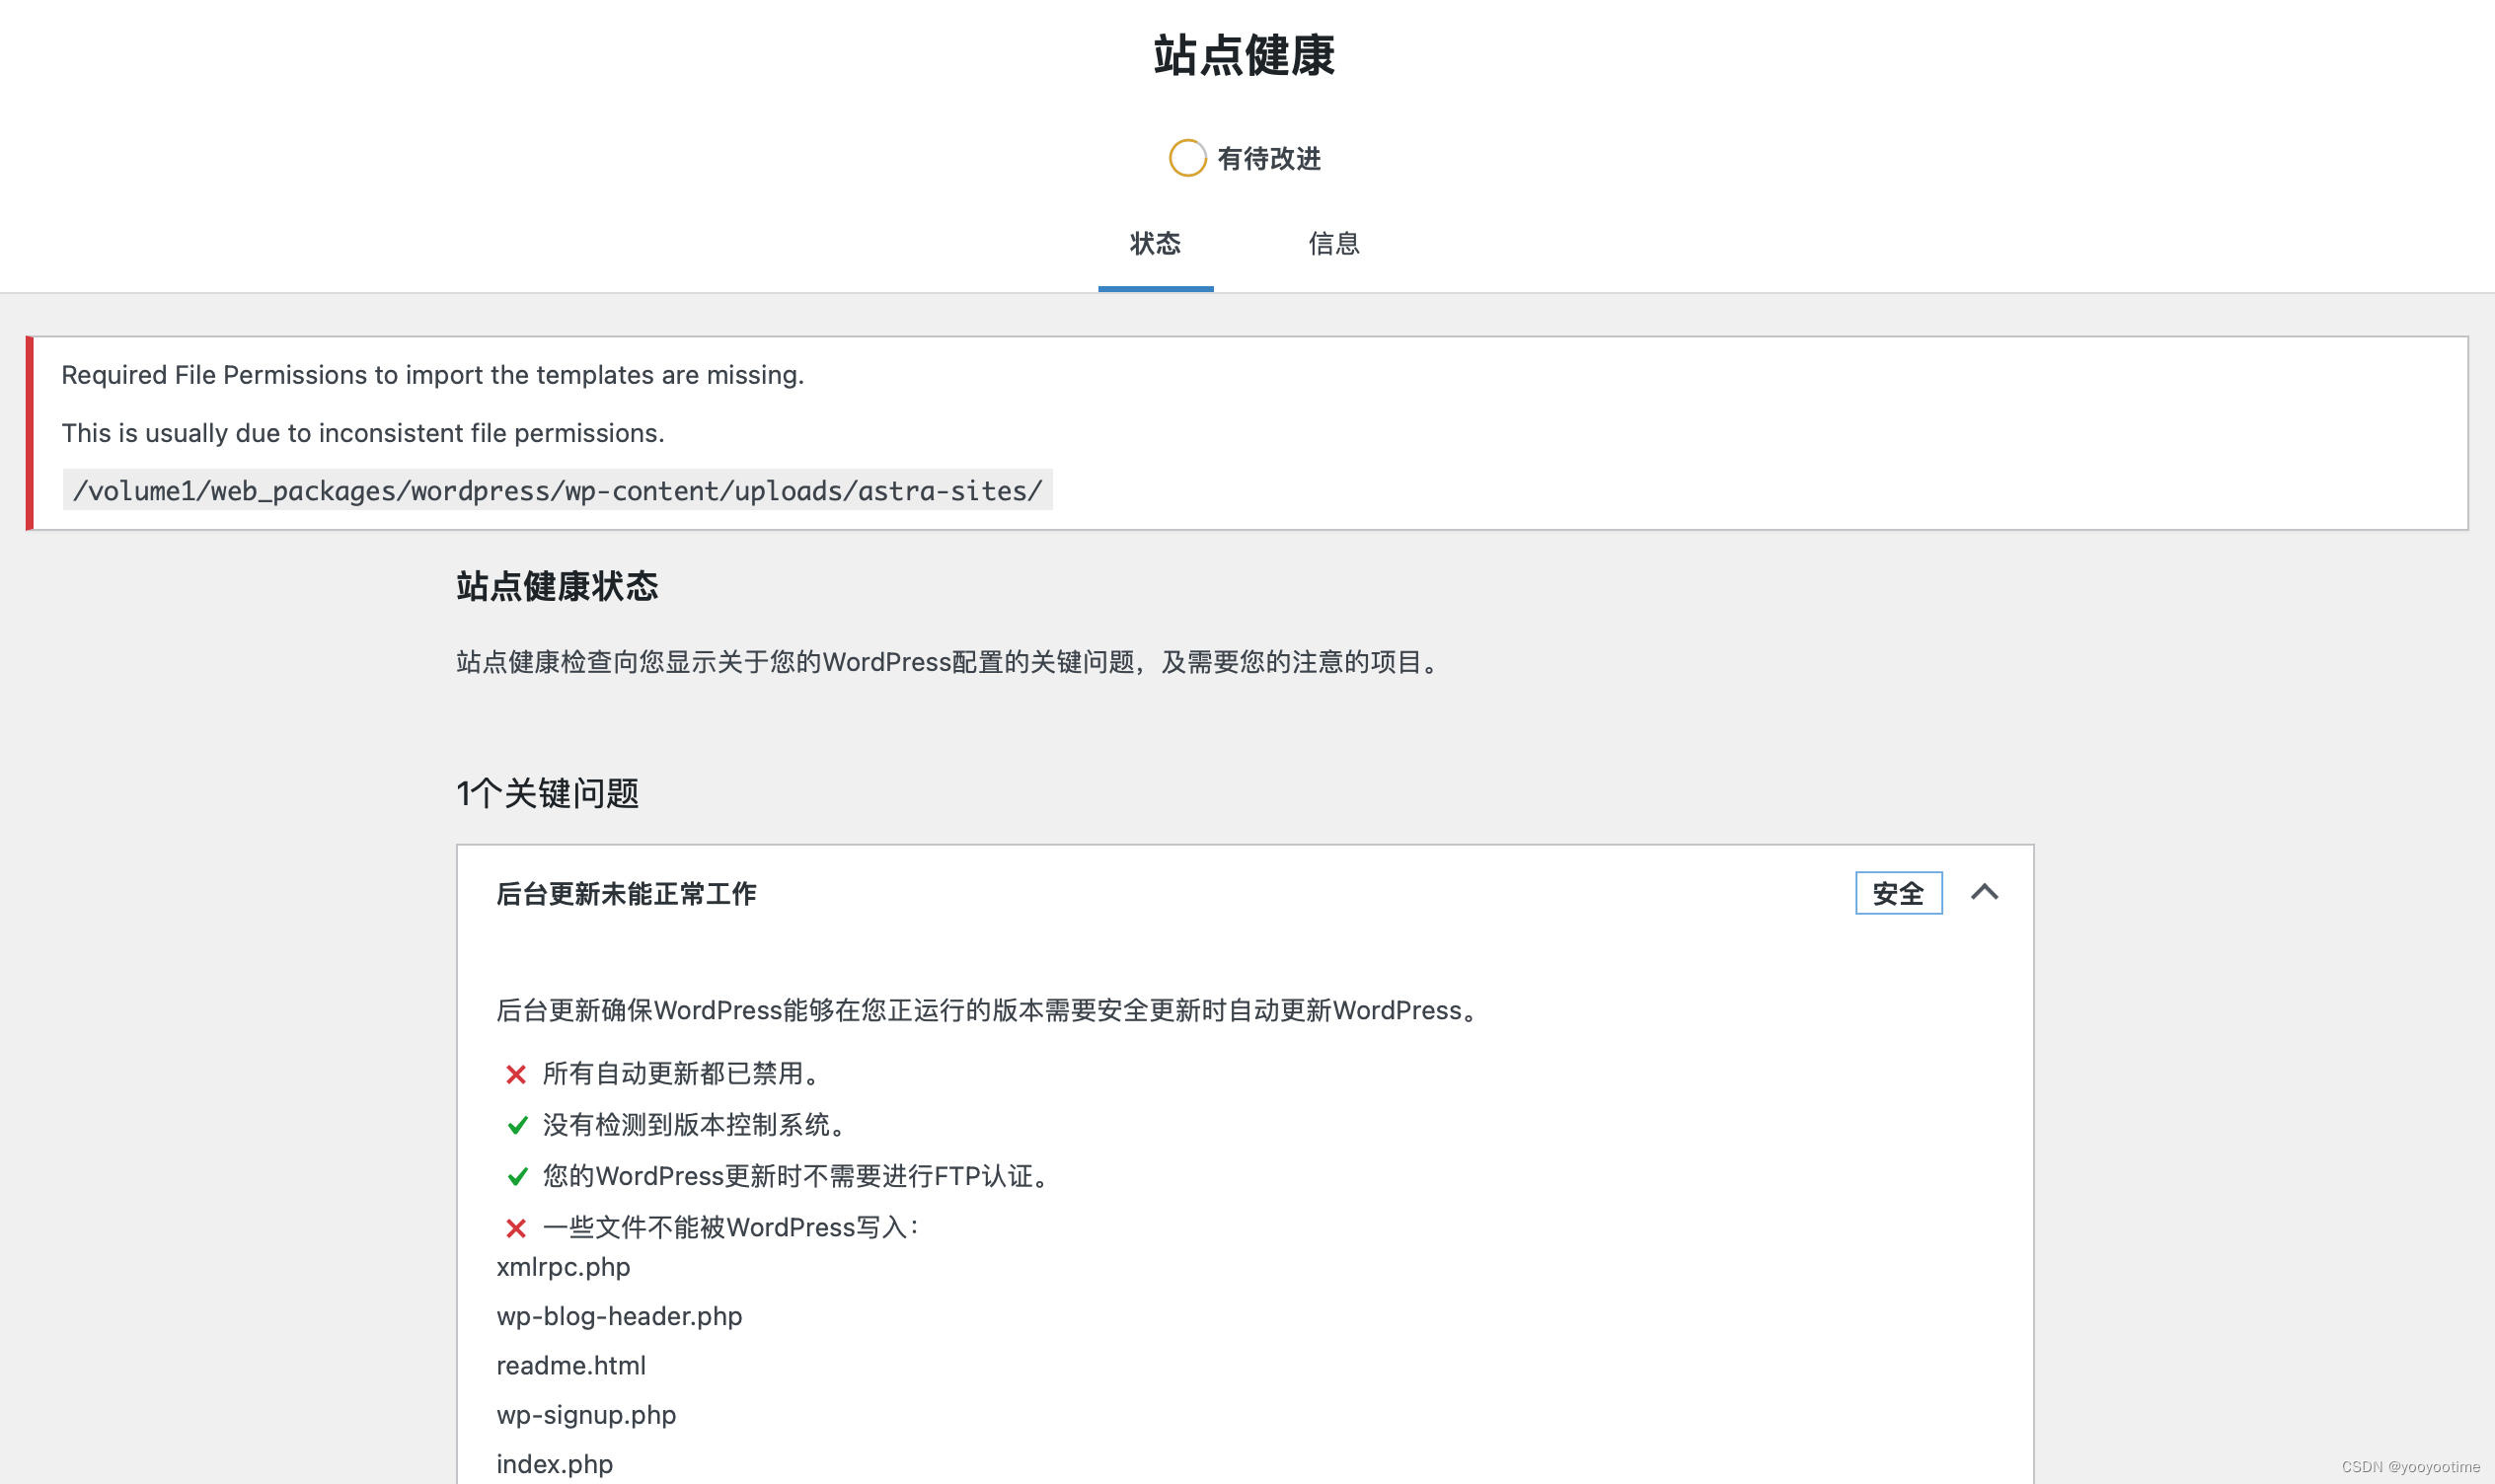 站点健康
有待改进
状态 信息
Required File Permissions to import the templates are missing.
This is usually due to inconsistent file permissions.
/volume1/web_packages/wordpress/wp-content/uploads/astra-sites/
站点健康状态
站点健康检查向您显示关于您的WordPress配置的关键问题，及需要您的注意的项目。
1个关键问题
后台更新未能正常工作 安全
后台更新确保WordPress能够在您正运行的版本需要安全更新时自动更新WordPress。
所有自动更新都已禁用。
没有检测到版本控制系统。
您的WordPress更新时不需要进行FTP认证。
一些文件不能被WordPress写入：
xmlrpc.php
wp-blog-header.php
readme.html
wp-signup.php
index.php
CSDN @yooyootime